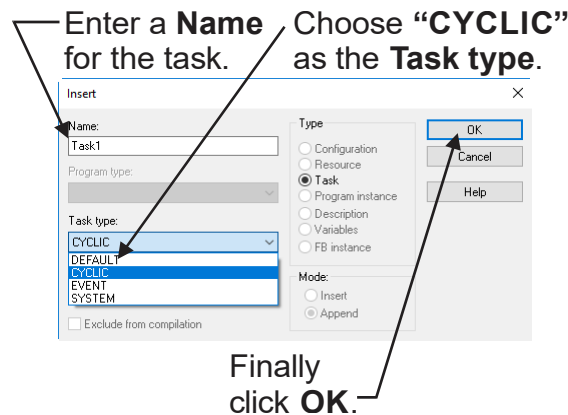 Enter a Name
for the task.
Choose “CYCLIC”
as the Task type.
Insert
Name:
Task1
Program type:
Task type:
CYCLIC
DEFAULT
CYCLIC
EVENT
SYSTEM
Exclude from compilation
Type
Configuration
Resource
Task
Program instance
Description
Variables
FB instance
Mode:
Insert
Append
OK
Cancel
Help
Finally
click OK.